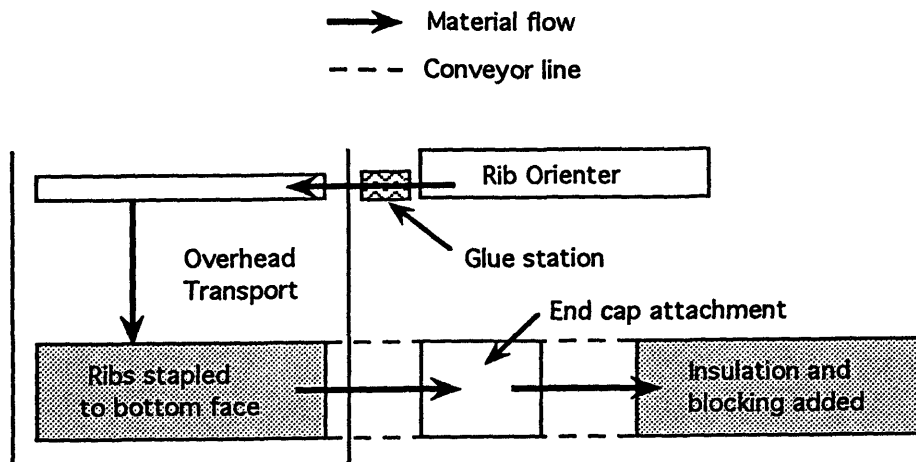 Material flow
Conveyor line
Rib Orienter
Glue station
Overhead
Transport
End cap attachment
Ribs stapled
to bottom face
Insulation and
blocking added